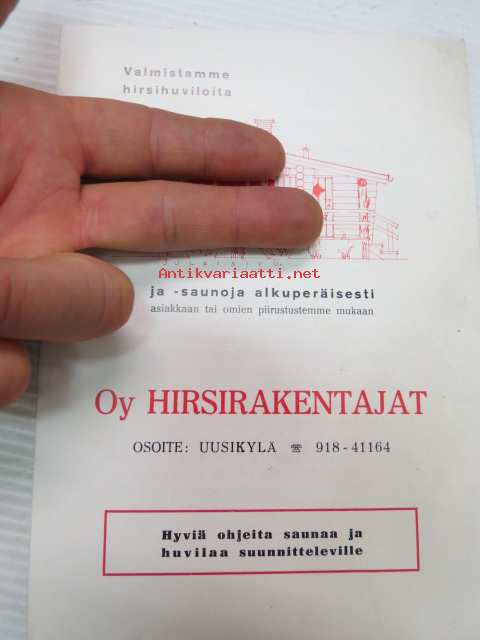 Valmistamme
hirsihuviloita
Antikvariaatti.net
ja -saunoja alkuperäisesti
asiakkaan tai omien piirustustemme mukaan
Oy HIRSIRAKENTAJAT
OSOITE: UUSIKYLÄ ☎ 918-41164
Hyviä ohjeita saunaa ja
huvilaa suunnitteleville